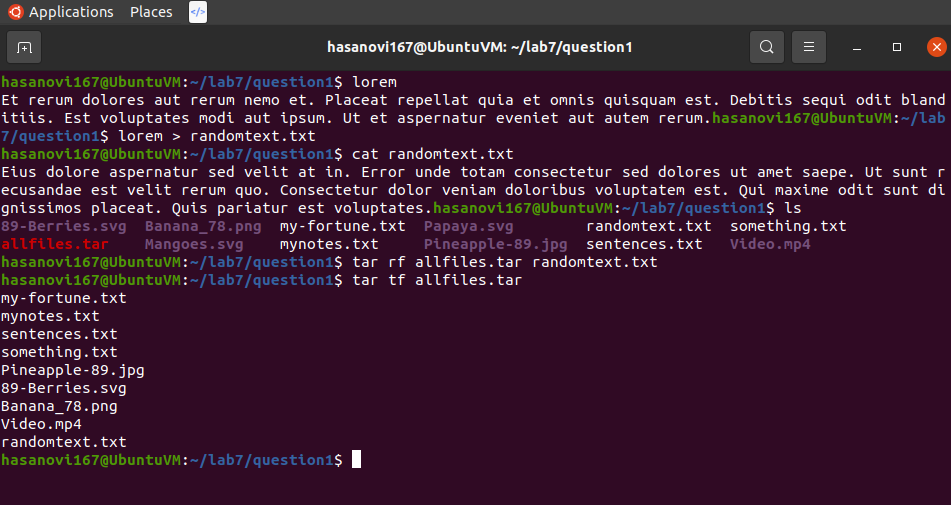 Applications Places </>
hasanovi167@UbuntuVM: ~/lab7/question1
hasanovi167@UbuntuVM:~/lab7/question1$ lorem
Et rerum dolores aut rerum nemo et. Placeat repellat quia et omnis quisquam est. Debitis sequi odit bland
itiis. Est voluptates modi aut ipsum. Ut et aspernatur eveniet aut autem rerum.hasanovi167@UbuntuVM:~/lab
7/question1$ lorem > randomtext.txt
hasanovi167@UbuntuVM:~/lab7/question1$ cat randomtext.txt
Eius dolore aspernatur sed velit at in. Error unde totam consectetur sed dolores ut amet saepe. Ut sunt r
ecusandae est velit rerum quo. Consectetur dolor veniam doloribus voluptatem est. Qui maxime odit sunt di
gnissimos placeat. Quis pariatur est voluptates.hasanovi167@UbuntuVM:~/lab7/question1$ ls
89-Berries.svg Banana_78.png my-fortune.txt Papaya.svg randomtext.txt something.txt
allfiles.tar Mangoes.svg mynotes.txt Pineapple-89.jpg sentences.txt Video.mp4
hasanovi167@UbuntuVM:~/lab7/question1$ tar rf allfiles.tar randomtext.txt
hasanovi167@UbuntuVM:~/lab7/question1$ tar tf allfiles.tar
my-fortune.txt
mynotes.txt
sentences.txt
something.txt
Pineapple-89.jpg
89-Berries.svg
Banana_78.png
Video.mp4
randomtext.txt
hasanovi167@UbuntuVM:~/lab7/question1$